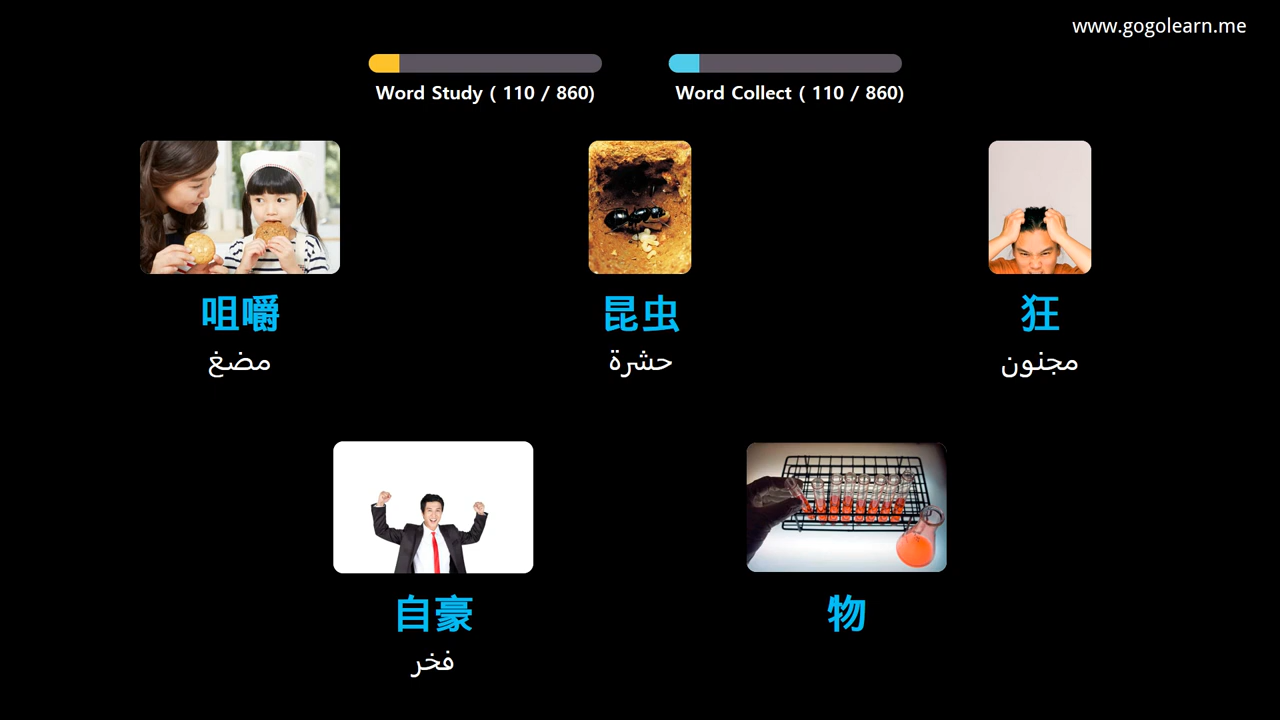 www.gogolearn.me
Word Study ( 110 / 860)
Word Collect ( 110 / 860)
咀嚼
مضغ
昆虫
حشرة
狂
مجنون
自豪
فخر
物